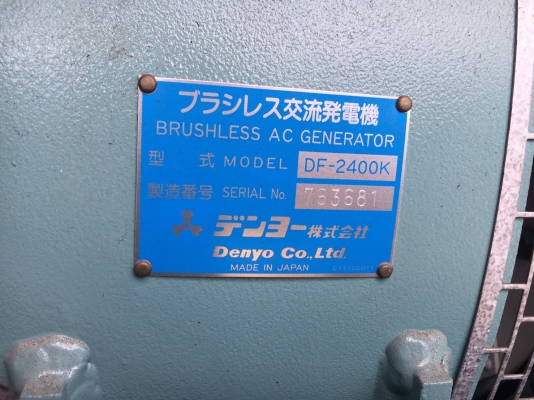 ブラシレス交流発電機
BRUSHLESS AC GENERATOR
型 式 MODEL DF-2400K
製造番号 SERIAL No. 763681
デンヨー株式会社
Denyo Co.,Ltd.
MADE IN JAPAN